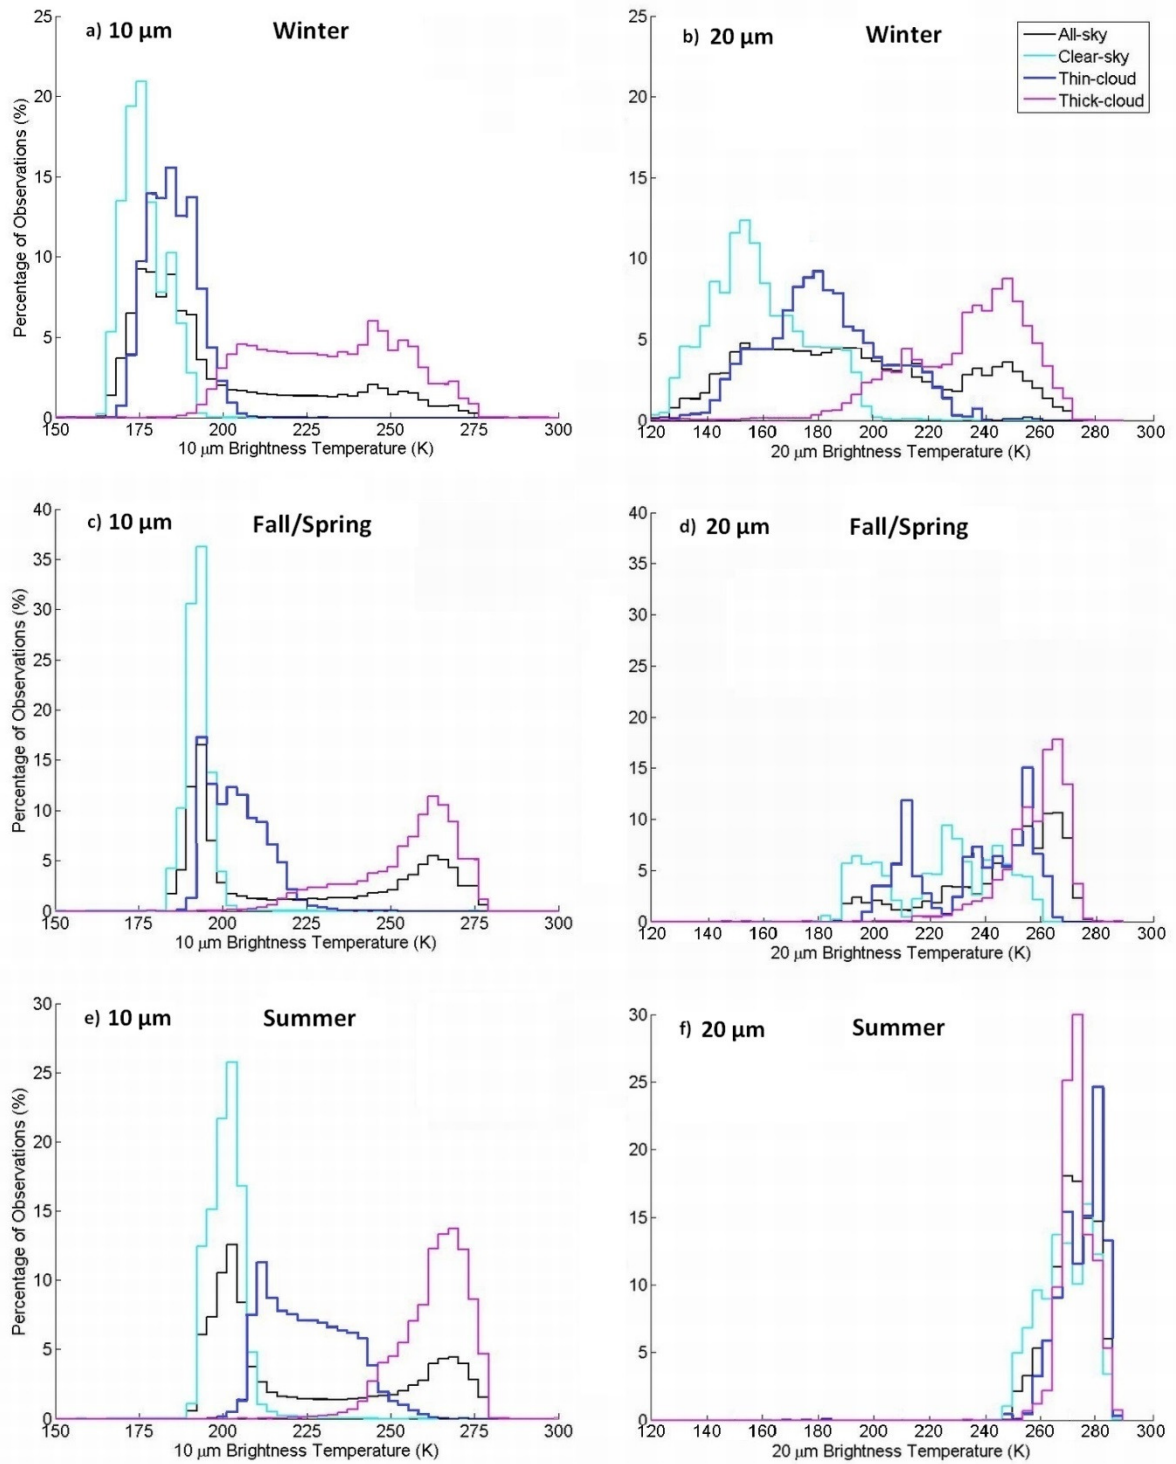 a) 10 μm Winter
25
20
15
10
5
0
Percentage of Observations (%)
150 175 200 225 250 275 300
10 μm Brightness Temperature (K)
b) 20 μm Winter
All-sky
Clear-sky
Thin-cloud
Thick-cloud
25
20
15
10
5
0
120 140 160 180 200 220 240 260 280 300
20 μm Brightness Temperature (K)
c) 10 μm Fall/Spring
40
35
30
25
20
15
10
5
0
Percentage of Observations (%)
150 175 200 225 250 275 300
10 μm Brightness Temperature (K)
d) 20 μm Fall/Spring
40
35
30
25
20
15
10
5
0
120 140 160 180 200 220 240 260 280 300
20 μm Brightness Temperature (K)
e) 10 μm Summer
30
25
20
15
10
5
0
Percentage of Observations (%)
150 175 200 225 250 275 300
10 μm Brightness Temperature (K)
f) 20 μm Summer
30
25
20
15
10
5
0
120 140 160 180 200 220 240 260 280 300
20 μm Brightness Temperature (K)